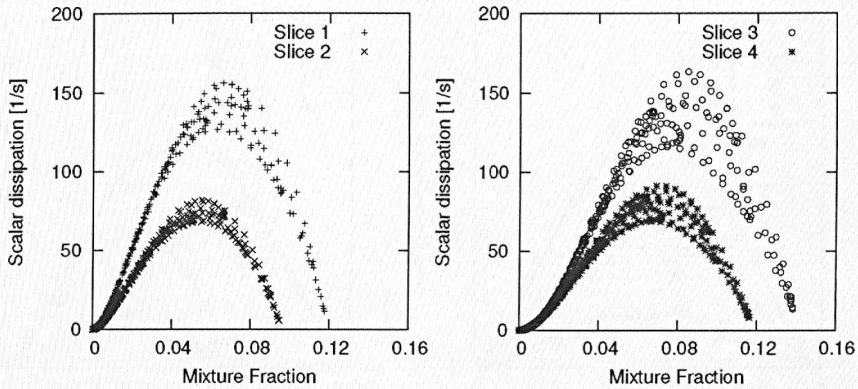 200
150
100
50
0
Scalar dissipation [1/s]
Slice 1
Slice 2
0 0.04 0.08 0.12 0.16
Mixture Fraction
200
150
100
50
0
Scalar dissipation [1/s]
Slice 3
Slice 4
0 0.04 0.08 0.12 0.16
Mixture Fraction